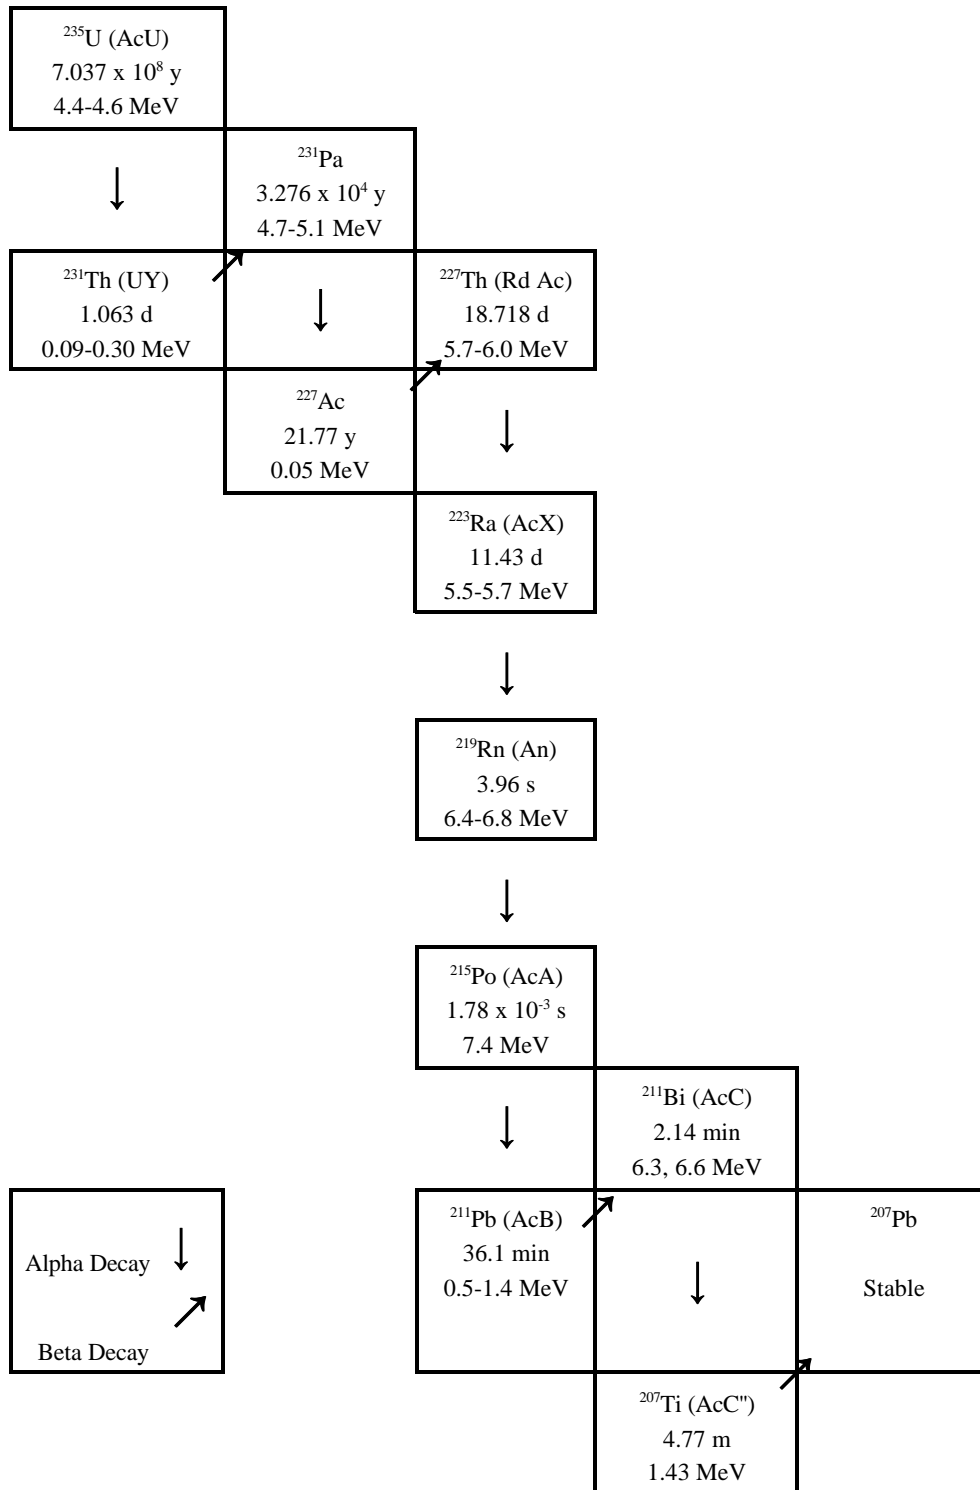 ²³⁵U (AcU)
7.037 x 10⁸ y
4.4-4.6 MeV
²³¹Pa
3.276 x 10⁴ y
4.7-5.1 MeV
²³¹Th (UY)
1.063 d
0.09-0.30 MeV
²²⁷Th (Rd Ac)
18.718 d
5.7-6.0 MeV
²²⁷Ac
21.77 y
0.05 MeV
²²³Ra (AcX)
11.43 d
5.5-5.7 MeV
²¹⁹Rn (An)
3.96 s
6.4-6.8 MeV
²¹⁵Po (AcA)
1.78 x 10⁻³ s
7.4 MeV
²¹¹Bi (AcC)
2.14 min
6.3, 6.6 MeV
Alpha Decay
Beta Decay
²¹¹Pb (AcB)
36.1 min
0.5-1.4 MeV
²⁰⁷Pb
Stable
²⁰⁷Ti (AcC")
4.77 m
1.43 MeV